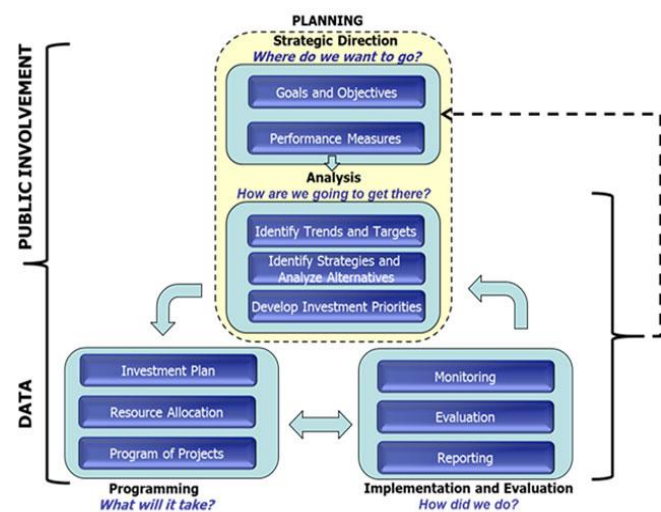 PLANNING
Strategic Direction
Where do we want to go?
Goals and Objectives
Performance Measures
Analysis
How are we going to get there?
Identify Trends and Targets
Identify Strategies and
Analyze Alternatives
Develop Investment Priorities
PUBLIC INVOLVEMENT
DATA
Investment Plan
Resource Allocation
Program of Projects
Programming
What will it take?
Monitoring
Evaluation
Reporting
Implementation and Evaluation
How did we do?